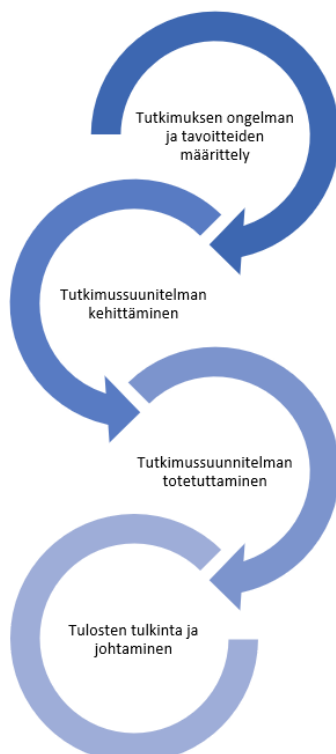 Tutkimuksen ongelman
ja tavoitteiden
määrittely
Tutkimussuunitelman
kehittäminen
Tutkimussuunnitelman
totetuttaminen
Tulosten tulkinta ja
johtaminen